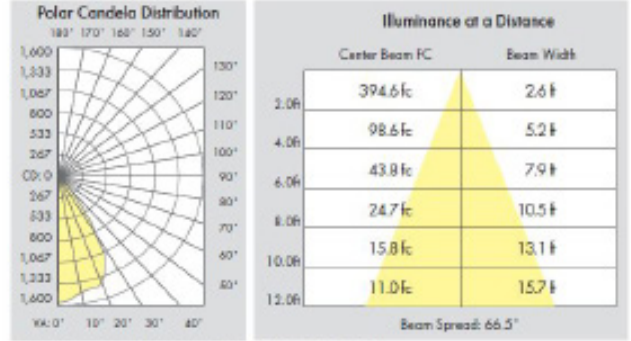 Polar Candela Distribution
180° 170° 160° 150° 140°
1,600
1,333
1,067
800
533
267
CD: 0
267
533
800
1,067
1,333
1,600
130°
120°
110°
100°
90°
80°
70°
60°
50°
VA: 0° 10° 20° 30° 40°
Illuminance at a Distance
Center Beam FC Beam Width
2.0ft 394.6 fc 2.6 ft
4.0ft 98.6 fc 5.2 ft
6.0ft 43.8 fc 7.9 ft
8.0ft 24.7 fc 10.5 ft
10.0ft 15.8 fc 13.1 ft
12.0ft 11.0 fc 15.7 ft
Beam Spread: 66.5°